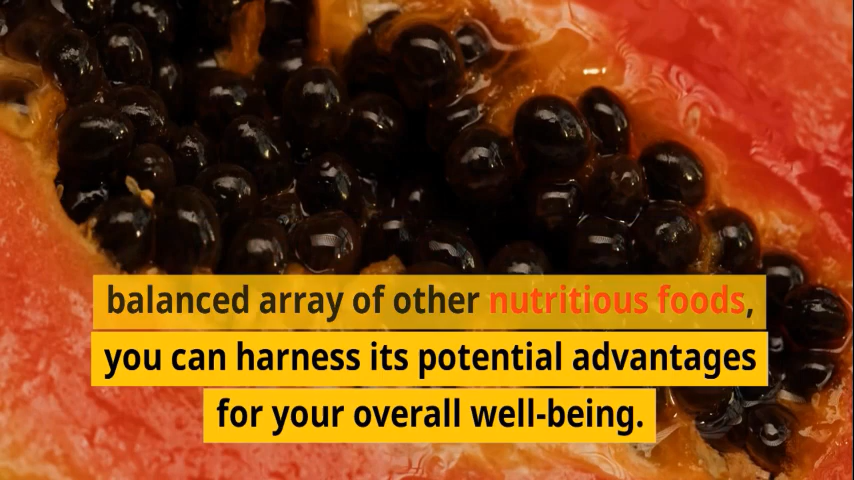 balanced array of other nutritious foods,
you can harness its potential advantages
for your overall well-being.